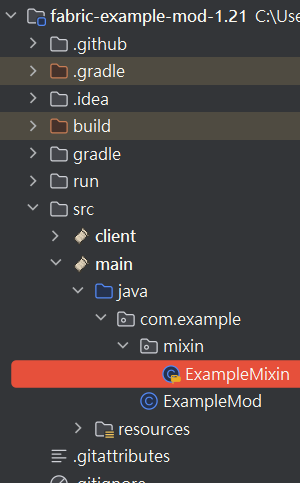 fabric-example-mod-1.21 C:\Use
.github
.gradle
.idea
build
gradle
run
src
client
main
java
com.example
mixin
ExampleMixin
ExampleMod
resources
.gitattributes
.gitignore